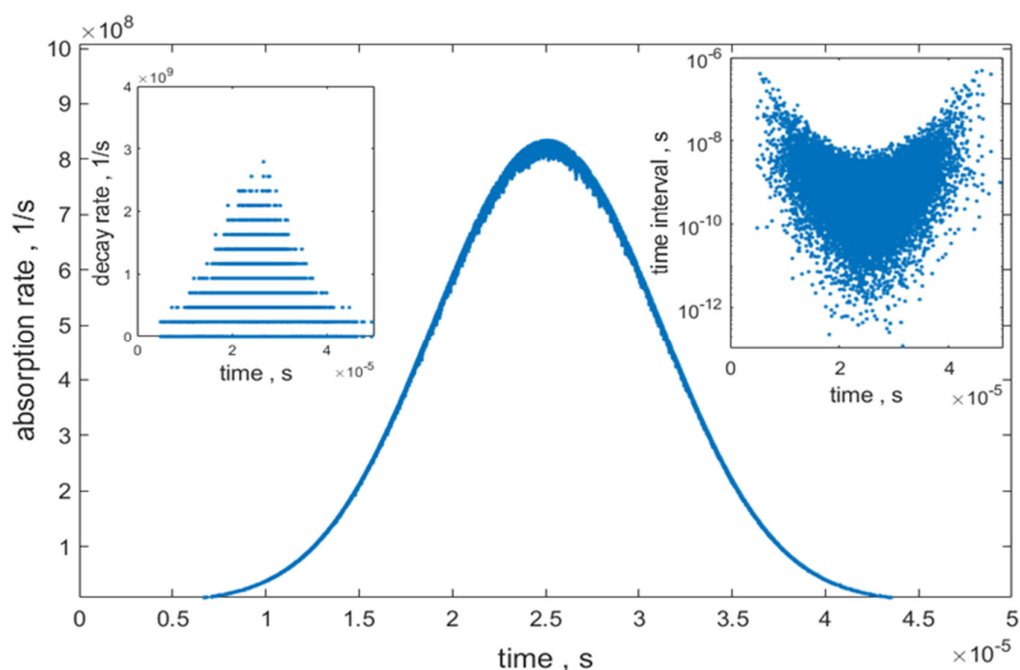 ×10⁸
10
9
8
7
6
5
4
3
2
1
absorption rate , 1/s
0 0.5 1 1.5 2 2.5 3 3.5 4 4.5 5
×10⁻⁵
time , s
×10⁹
4
3
2
1
0
decay rate , 1/s
0 2 4
×10⁻⁵
time , s
10⁻⁶
10⁻⁸
10⁻¹⁰
10⁻¹²
time interval , s
0 2 4
×10⁻⁵
time , s